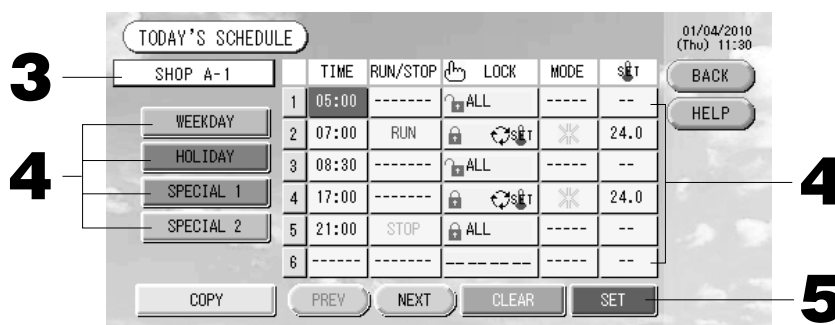 TODAY'S SCHEDULE
01/04/2010
(Thu) 11:30
3
SHOP A-1
TIME RUN/STOP LOCK MODE SET
BACK
HELP
1 05:00 ------- ALL ----- --
WEEKDAY
2 07:00 RUN SET 24.0
HOLIDAY
3 08:30 ------- ALL ----- --
4
4
SPECIAL 1
4 17:00 ------- SET 24.0
SPECIAL 2
5 21:00 STOP ALL ----- --
6 ------ ------- -- -- -- -- ----- --
COPY PREV NEXT CLEAR SET
5